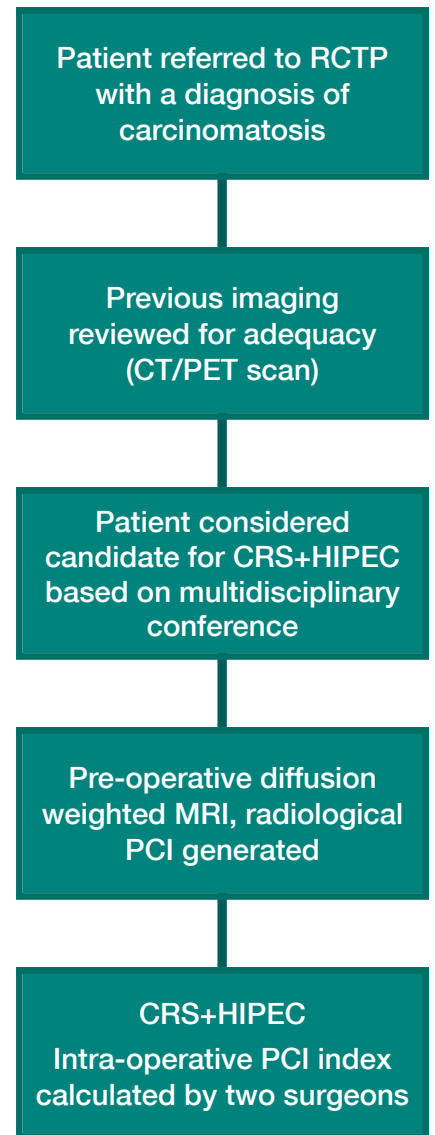 Patient referred to RCTP
with a diagnosis of
carcinomatosis
Previous imaging
reviewed for adequacy
(CT/PET scan)
Patient considered
candidate for CRS+HIPEC
based on multidisciplinary
conference
Pre-operative diffusion
weighted MRI, radiological
PCI generated
CRS+HIPEC
Intra-operative PCI index
calculated by two surgeons